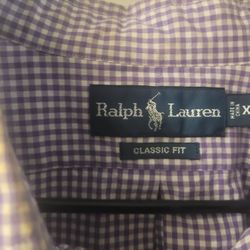 Ralph Lauren
X
CLASSIC FIT